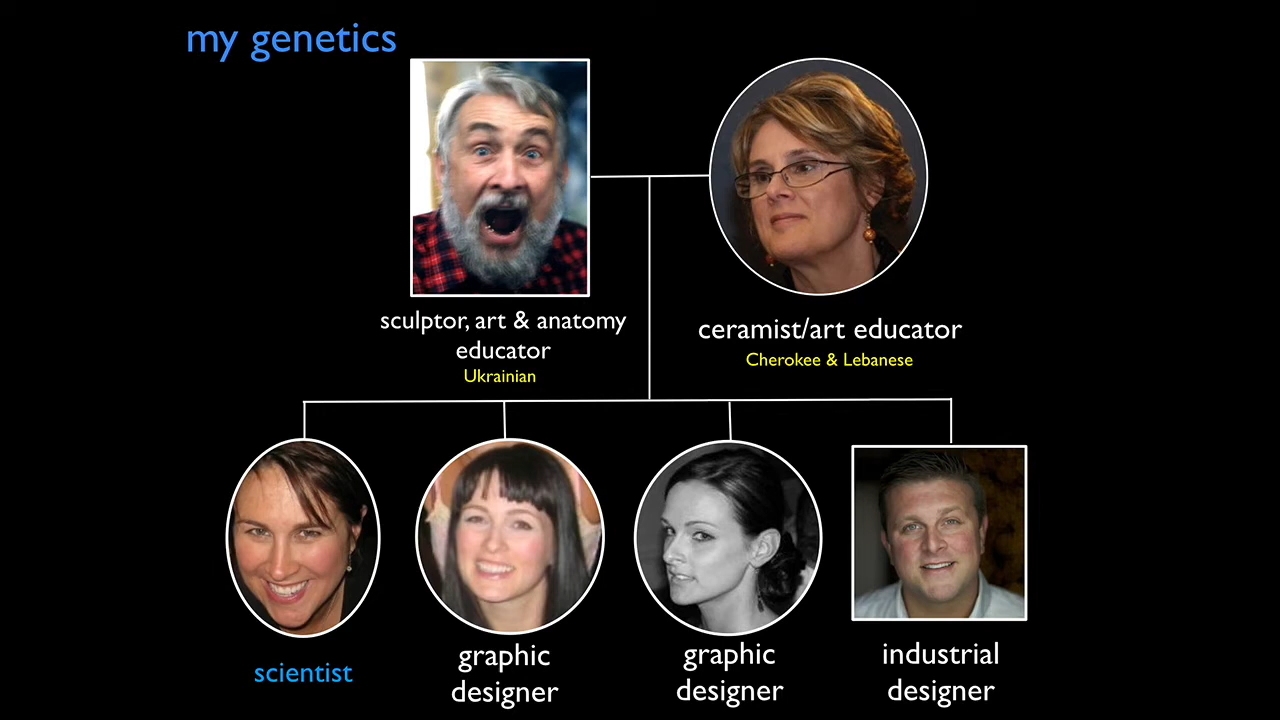 my genetics
sculptor, art & anatomy
educator
Ukrainian
ceramist/art educator
Cherokee & Lebanese
scientist
graphic
designer
graphic
designer
industrial
designer